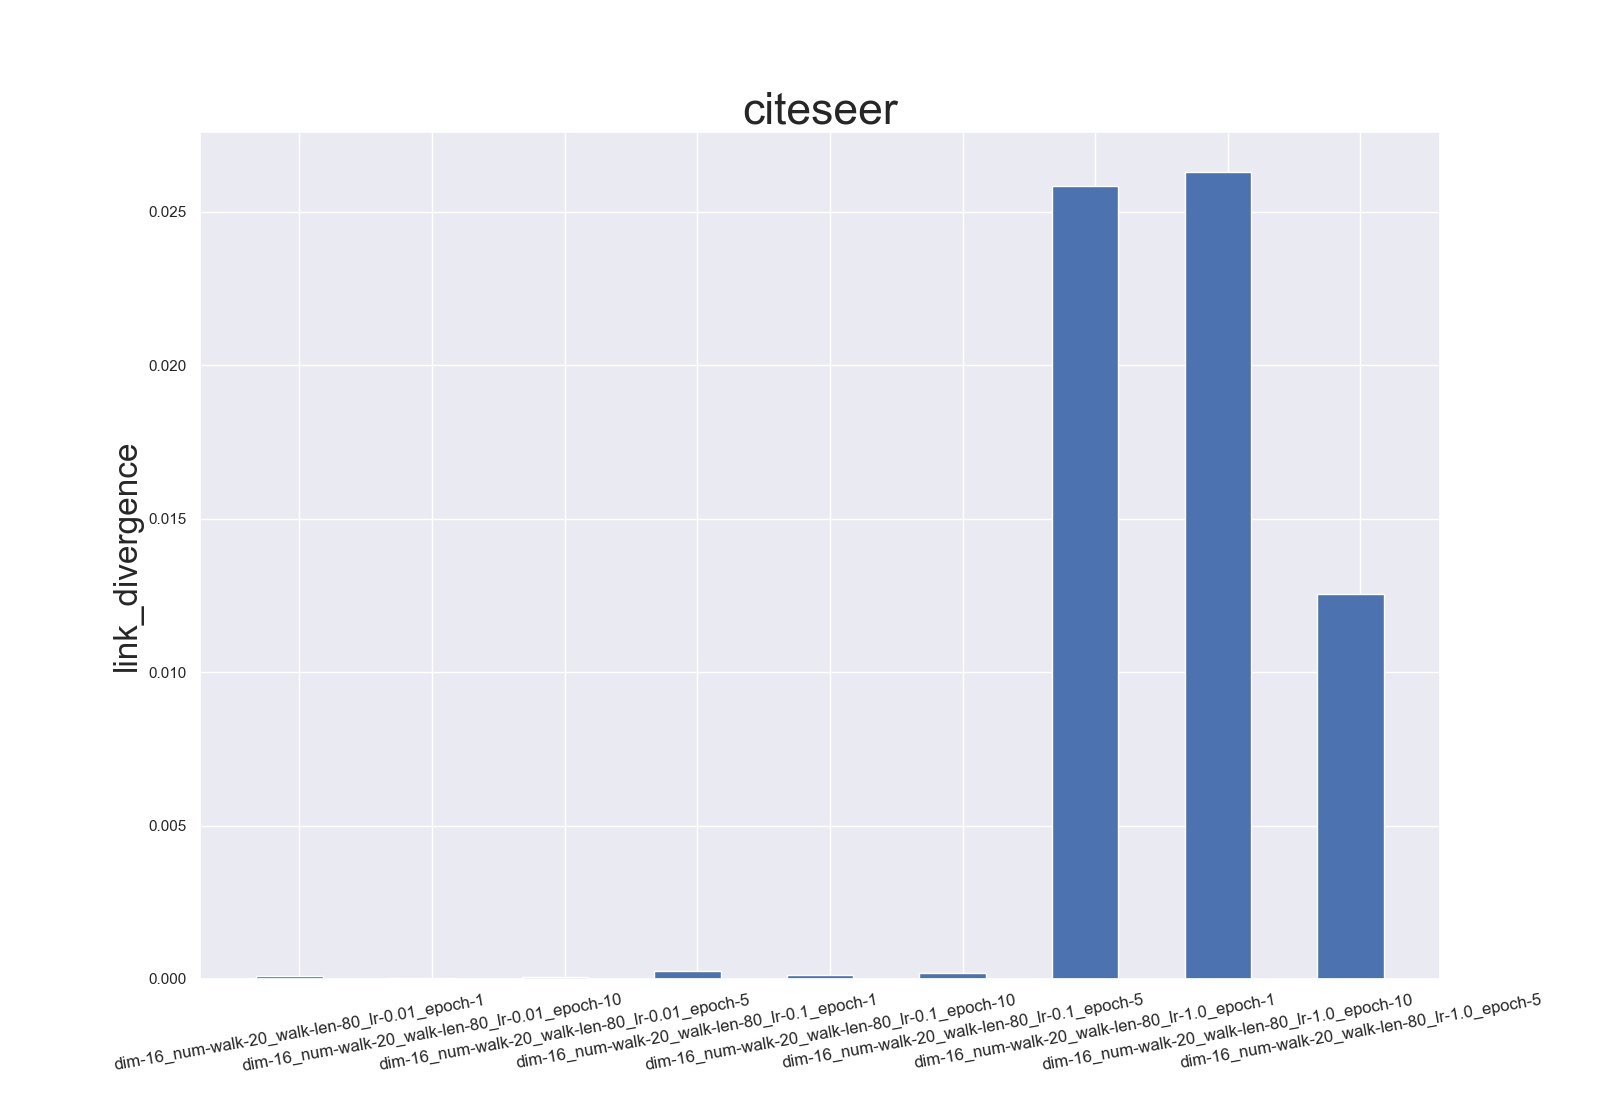 citeseer
link_divergence
0.025
0.020
0.015
0.010
0.005
0.000
dim-16_num-walk-20_walk-len-80_lr-0.01_epoch-1
dim-16_num-walk-20_walk-len-80_lr-0.01_epoch-10
dim-16_num-walk-20_walk-len-80_lr-0.01_epoch-5
dim-16_num-walk-20_walk-len-80_lr-0.1_epoch-1
dim-16_num-walk-20_walk-len-80_lr-0.1_epoch-10
dim-16_num-walk-20_walk-len-80_lr-0.1_epoch-5
dim-16_num-walk-20_walk-len-80_lr-1.0_epoch-1
dim-16_num-walk-20_walk-len-80_lr-1.0_epoch-10
dim-16_num-walk-20_walk-len-80_lr-1.0_epoch-5